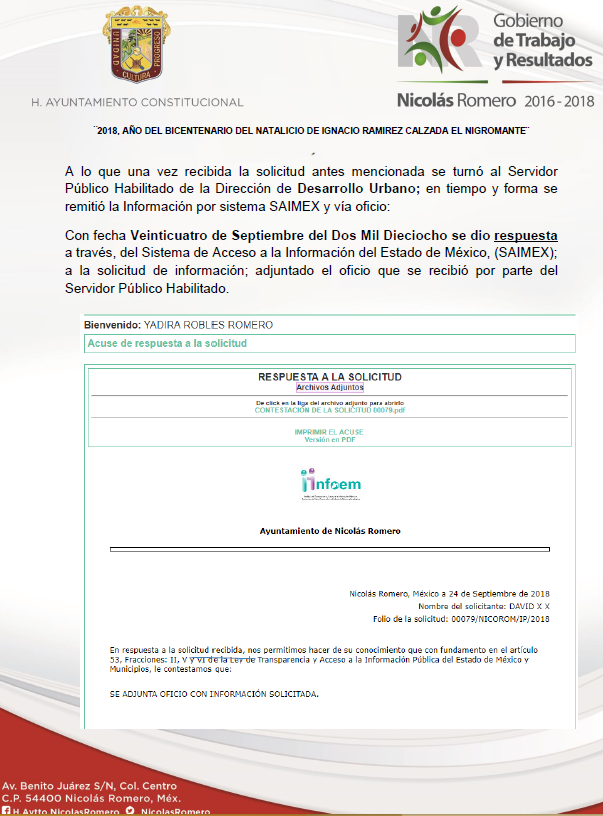 UNIDAD
PROGRESO
CULTURA
H. AYUNTAMIENTO CONSTITUCIONAL
NR
Gobierno
de Trabajo
y Resultados
Nicolás Romero 2016 - 2018
¨2018, AÑO DEL BICENTENARIO DEL NATALICIO DE IGNACIO RAMIREZ CALZADA EL NIGROMANTE¨
A lo que una vez recibida la solicitud antes mencionada se turnó al Servidor
Público Habilitado de la Dirección de Desarrollo Urbano; en tiempo y forma se
remitió la Información por sistema SAIMEX y vía oficio:
Con fecha Veinticuatro de Septiembre del Dos Mil Dieciocho se dio respuesta
a través, del Sistema de Acceso a la Información del Estado de México, (SAIMEX);
a la solicitud de información; adjuntado el oficio que se recibió por parte del
Servidor Público Habilitado.
Bienvenido: YADIRA ROBLES ROMERO
Acuse de respuesta a la solicitud
RESPUESTA A LA SOLICITUD
Archivos Adjuntos
De click en la liga del archivo adjunto para abrirlo
CONTESTACIÓN DE LA SOLICITUD 00079.pdf
IMPRIMIR EL ACUSE
Versión en PDF
infoem
Ayuntamiento de Nicolás Romero
Nicolás Romero, México a 24 de Septiembre de 2018
Nombre del solicitante: DAVID X X
Folio de la solicitud: 00079/NICOROM/IP/2018
En respuesta a la solicitud recibida, nos permitimos hacer de su conocimiento que con fundamento en el artículo
53, Fracciones: II, V y VI de la Ley de Transparencia y Acceso a la Información Pública del Estado de México y
Municipios, le contestamos que:
SE ADJUNTA OFICIO CON INFORMACIÓN SOLICITADA.
Av. Benito Juárez S/N, Col. Centro
C.P. 54400 Nicolás Romero, Méx.
H Aytto NicolasRomero NicolasRomero